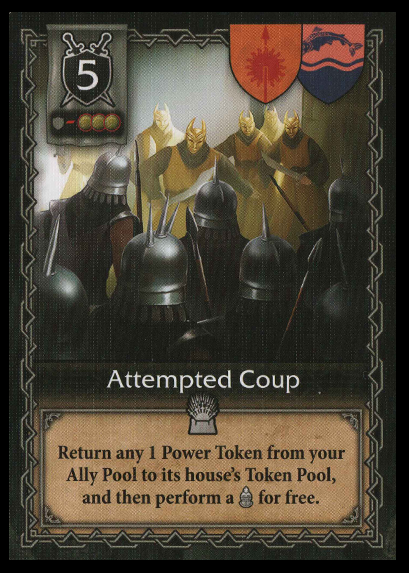 5
Attempted Coup
Return any 1 Power Token from your
Ally Pool to its house's Token Pool,
and then perform a for free.